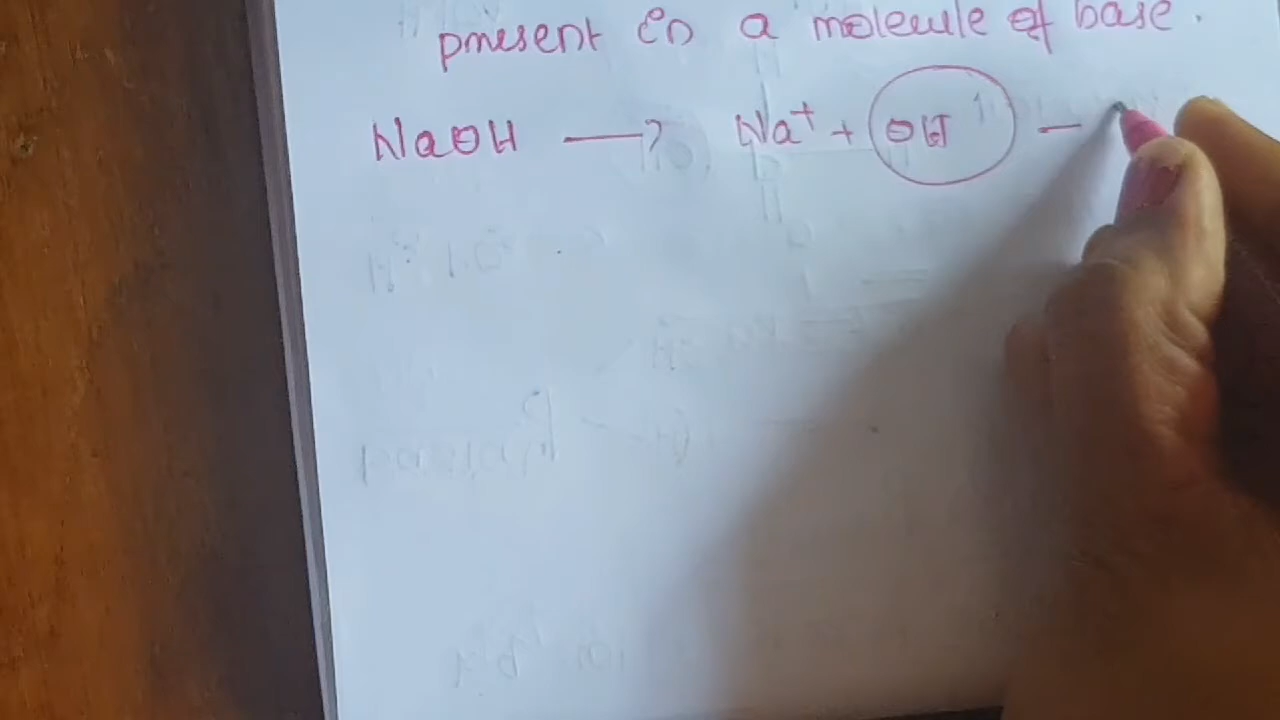 present in a molecule of base.
NaOH → Na⁺ + OH⁻ —